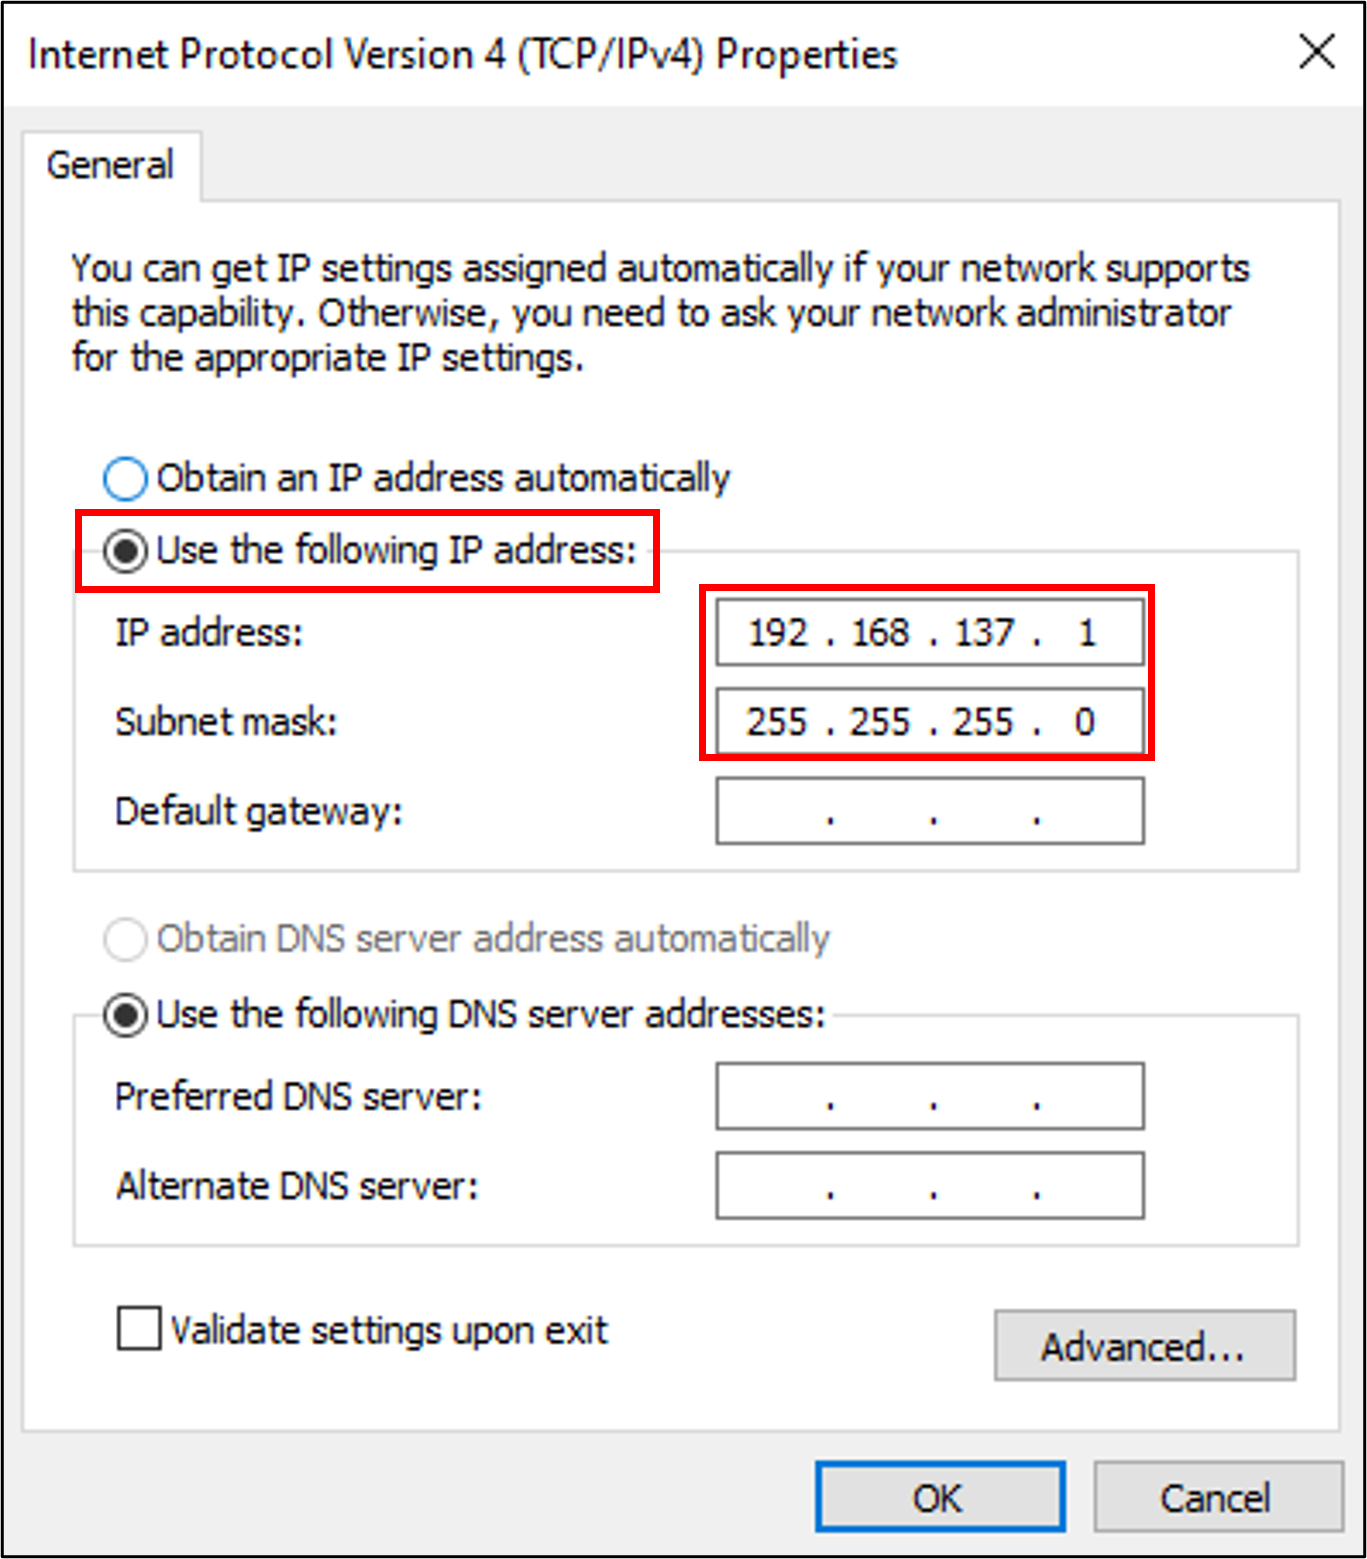 Internet Protocol Version 4 (TCP/IPv4) Properties
General
You can get IP settings assigned automatically if your network supports
this capability. Otherwise, you need to ask your network administrator
for the appropriate IP settings.
Obtain an IP address automatically
Use the following IP address:
IP address: 192 . 168 . 137 . 1
Subnet mask: 255 . 255 . 255 . 0
Default gateway: . . .
Obtain DNS server address automatically
Use the following DNS server addresses:
Preferred DNS server: . . .
Alternate DNS server: . . .
Validate settings upon exit
Advanced...
OK Cancel